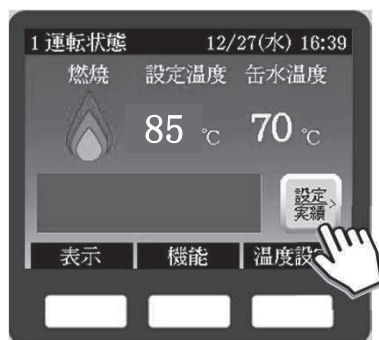 1 運転状態 12/27(水) 16:39
燃焼 設定温度 缶水温度
85 ℃ 70 ℃
設定
実績
表示 機能 温度設